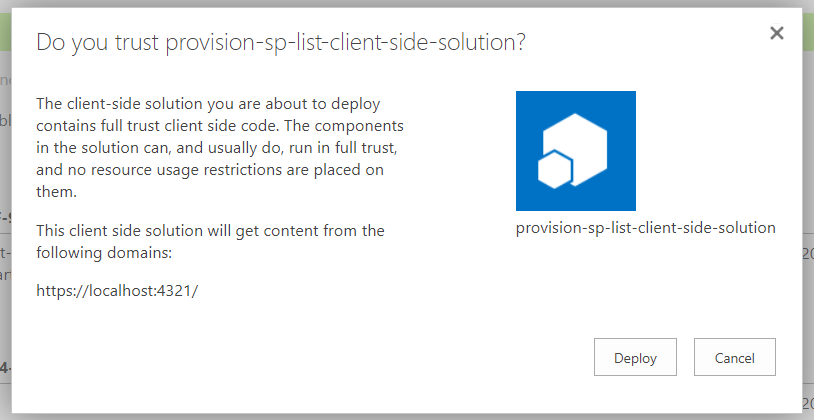 Do you trust provision-sp-list-client-side-solution?
The client-side solution you are about to deploy
contains full trust client side code. The components
in the solution can, and usually do, run in full trust,
and no resource usage restrictions are placed on
them.
This client side solution will get content from the
following domains:
https://localhost:4321/
provision-sp-list-client-side-solution
Deploy
Cancel